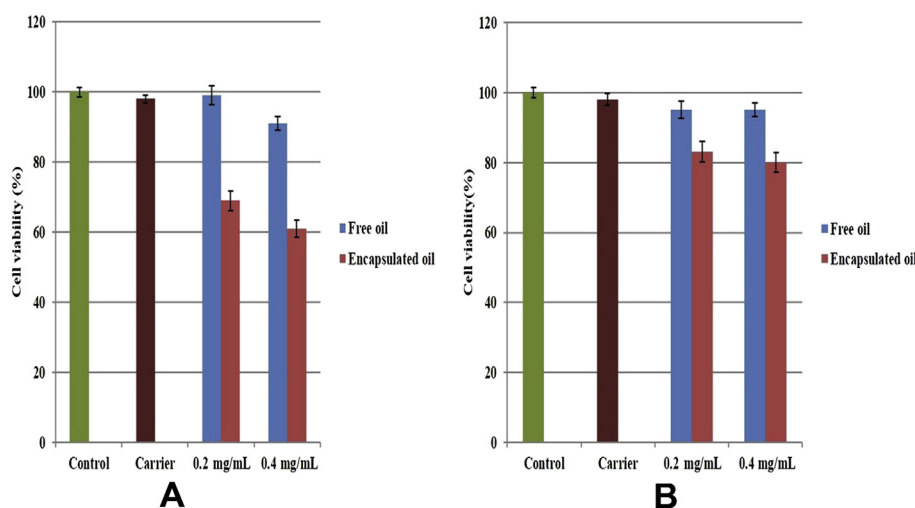 120
100
80
60
40
20
0
Cell viability (%)
Control Carrier 0.2 mg/mL 0.4 mg/mL
Free oil
Encapsulated oil
A
120
100
80
60
40
20
0
Cell viability(%)
Control Carrier 0.2 mg/mL 0.4 mg/mL
Free oil
Encapsulated oil
B